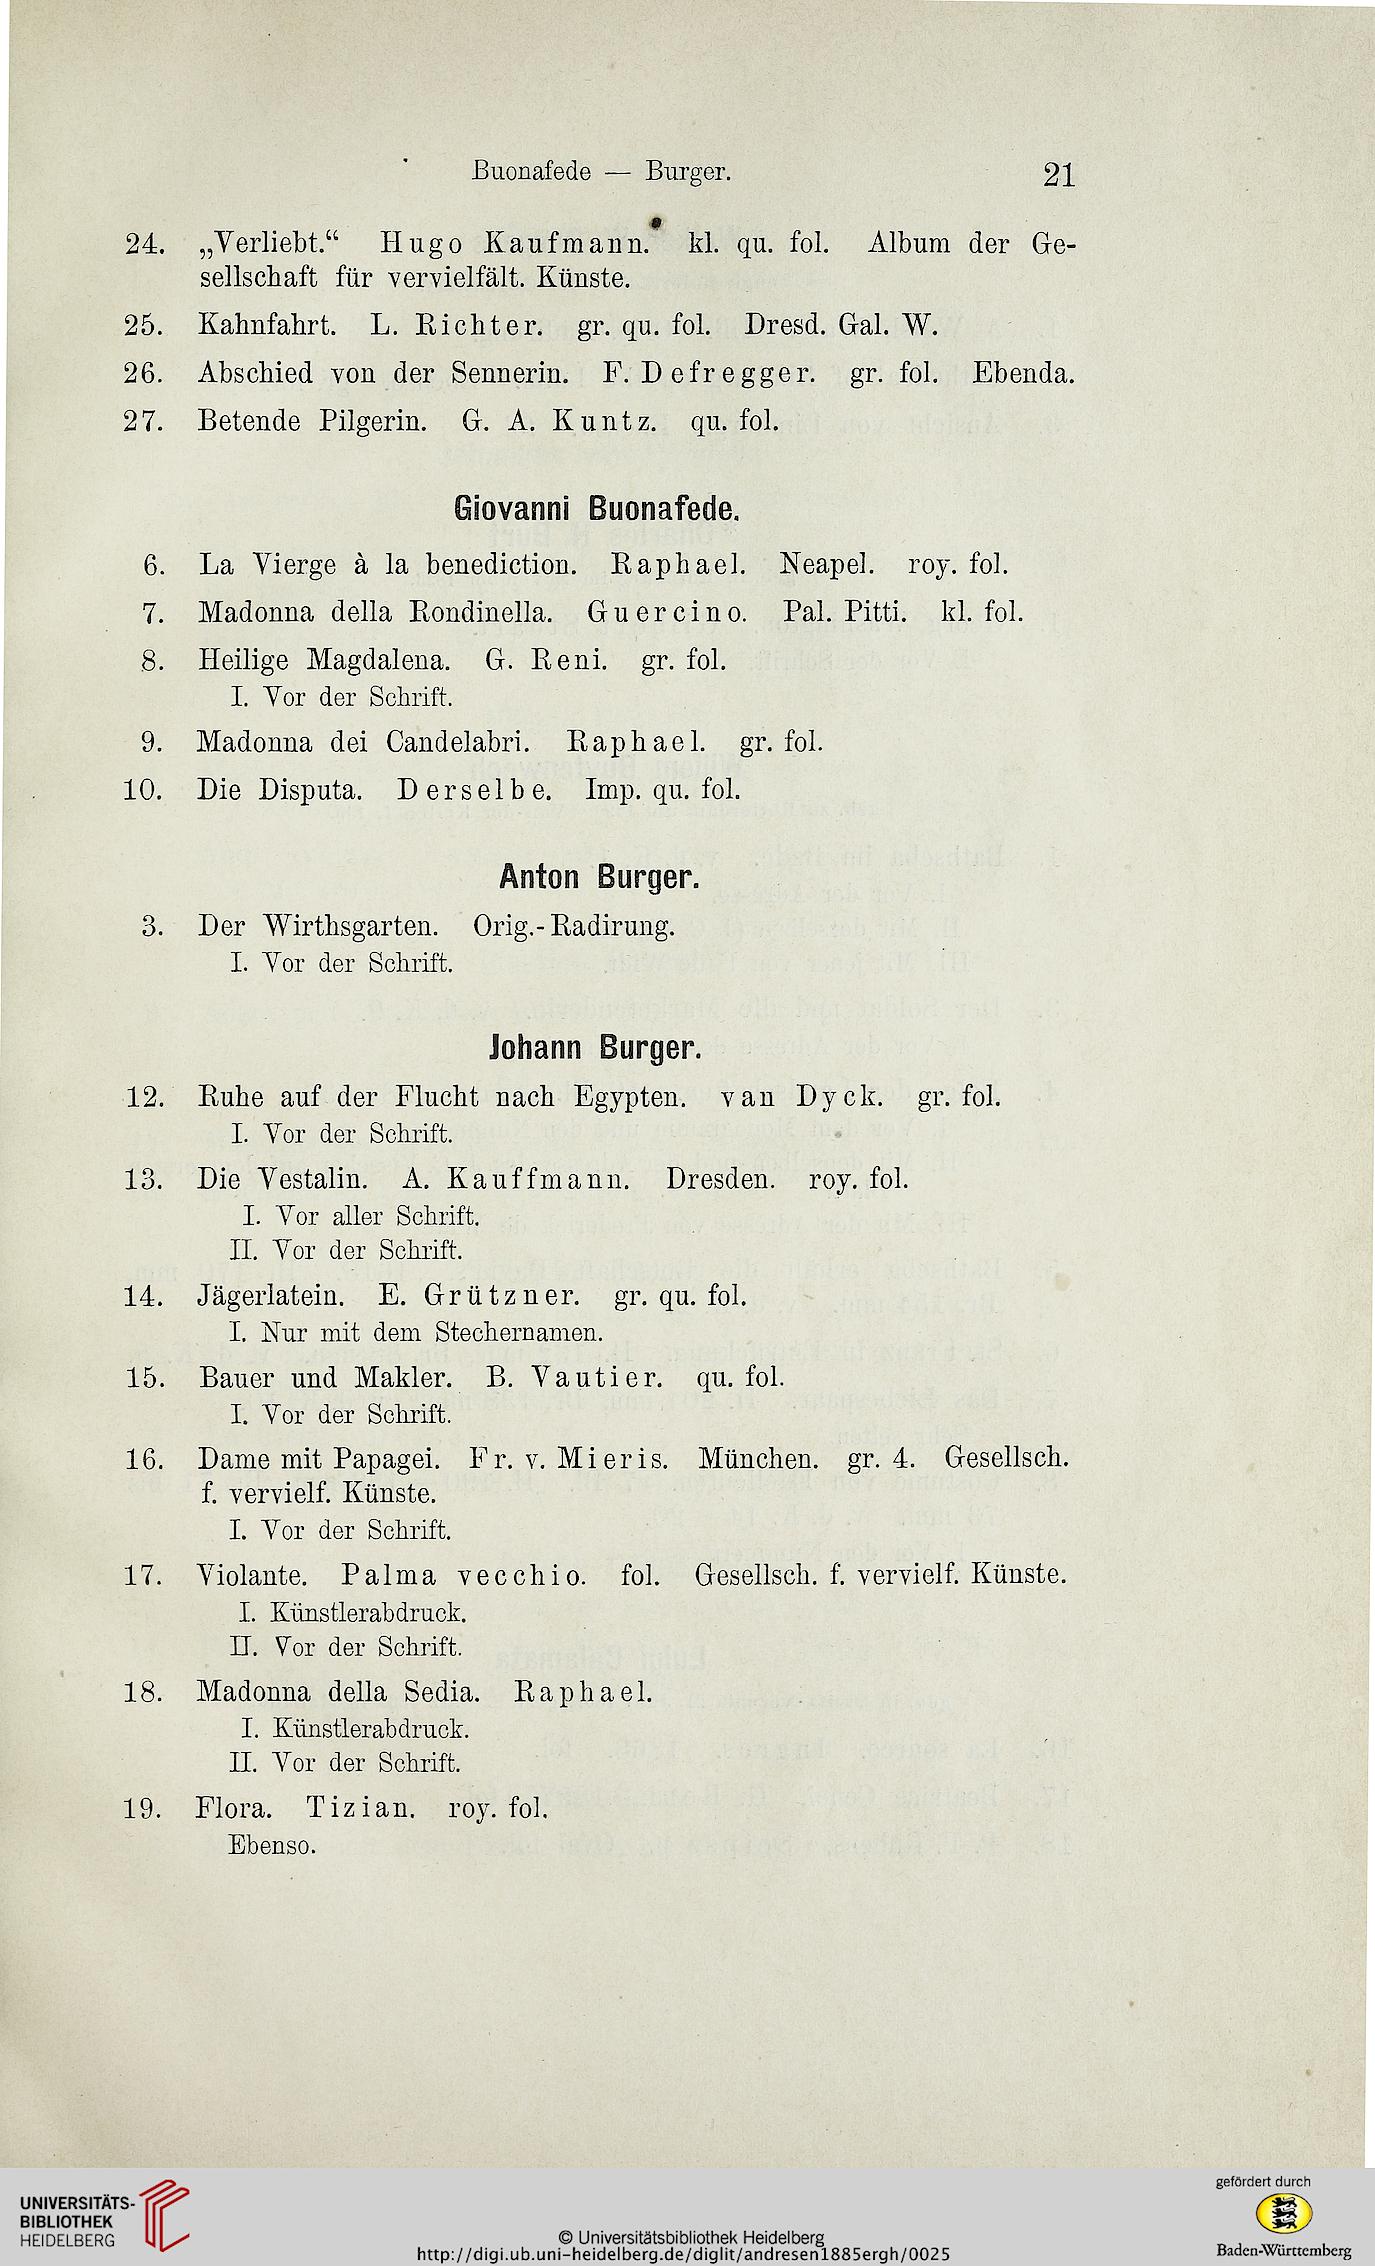 Buonafede — Burger. 21
24. „Verliebt.“ Hugo Kaufmann. kl. qu. fol. Album der Ge-
sellschaft für vervielfält. Künste.
25. Kahnfahrt. L. Richter. gr. qu. fol. Dresd. Gal. W.
26. Abschied von der Sennerin. F. Defregger. gr. fol. Ebenda.
27. Betende Pilgerin. G. A. Kuntz. qu. fol.
Giovanni Buonafede.
6. La Vierge à la benediction. Raphael. Neapel. roy. fol.
7. Madonna della Rondinella. Guercino. Pal. Pitti. kl. fol.
8. Heilige Magdalena. G. Reni. gr. fol.
I. Vor der Schrift.
9. Madonna dei Candelabri. Raphael. gr. fol.
10. Die Disputa. Derselbe. Imp. qu. fol.
Anton Burger.
3. Der Wirthsgarten. Orig.-Radirung.
I. Vor der Schrift.
Johann Burger.
12. Ruhe auf der Flucht nach Egypten. van Dyck. gr. fol.
I. Vor der Schrift.
13. Die Vestalin. A. Kauffmann. Dresden. roy. fol.
I. Vor aller Schrift.
II. Vor der Schrift.
14. Jägerlatein. E. Grützner. gr. qu. fol.
I. Nur mit dem Stechernamen.
15. Bauer und Makler. B. Vautier. qu. fol.
I. Vor der Schrift.
16. Dame mit Papagei. Fr. v. Mieris. München. gr. 4. Gesellsch.
f. vervielf. Künste.
I. Vor der Schrift.
17. Violante. Palma vecchio. fol. Gesellsch. f. vervielf. Künste.
I. Künstlerabdruck.
II. Vor der Schrift.
18. Madonna della Sedia. Raphael.
I. Künstlerabdruck.
II. Vor der Schrift.
19. Flora. Tizian. roy. fol.
Ebenso.
UNIVERSITÄTS-
BIBLIOTHEK
HEIDELBERG
© Universitätsbibliothek Heidelberg
http://digi.ub.uni-heidelberg.de/diglit/andresen1885ergh/0025
gefördert durch
Baden-Württemberg